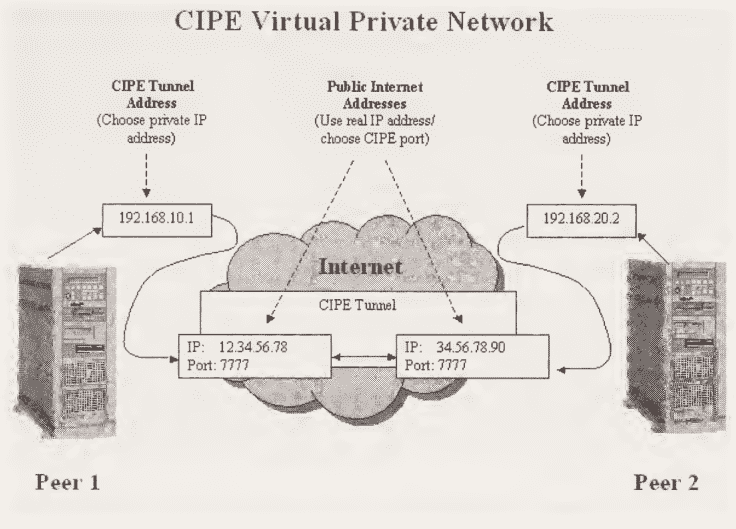 CIPE Virtual Private Network
CIPE Tunnel
Address
(Choose private IP
address)
Public Internet
Addresses
(Use real IP address/
choose CIPE port)
CIPE Tunnel
Address
(Choose private IP
address)
192.168.10.1
192.168.20.2
Internet
CIPE Tunnel
IP: 12.34.56.78
Port: 7777
IP: 34.56.78.90
Port: 7777
Peer 1
Peer 2